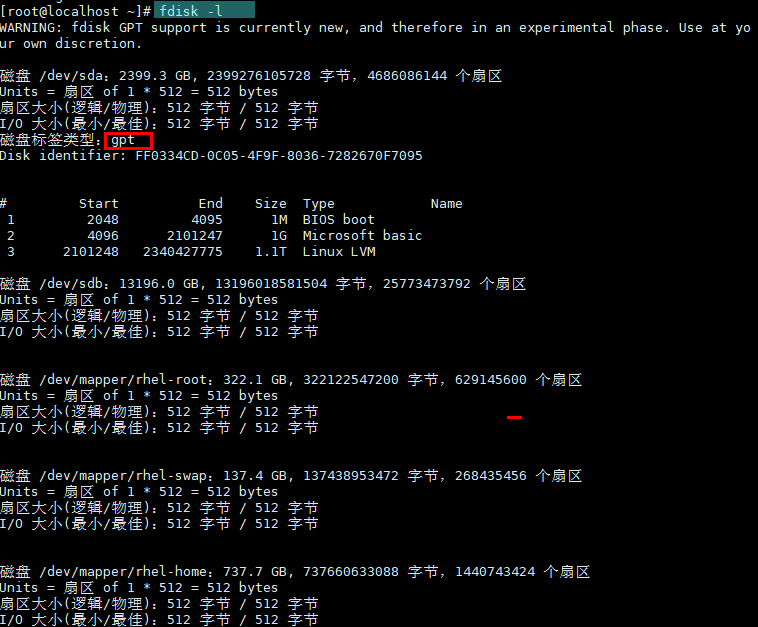 [root@localhost ~]# fdisk -l
WARNING: fdisk GPT support is currently new, and therefore in an experimental phase. Use at yo
ur own discretion.
磁盘 /dev/sda：2399.3 GB, 2399276105728 字节，4686086144 个扇区
Units = 扇区 of 1 * 512 = 512 bytes
扇区大小(逻辑/物理)：512 字节 / 512 字节
I/O 大小(最小/最佳)：512 字节 / 512 字节
磁盘标签类型：gpt
Disk identifier: FF0334CD-0C05-4F9F-8036-7282670F7095
#         Start          End    Size  Type            Name
1         2048         4095      1M  BIOS boot
2         4096      2101247      1G  Microsoft basic
3      2101248   2340427775    1.1T  Linux LVM
磁盘 /dev/sdb：13196.0 GB, 13196018581504 字节，25773473792 个扇区
Units = 扇区 of 1 * 512 = 512 bytes
扇区大小(逻辑/物理)：512 字节 / 512 字节
I/O 大小(最小/最佳)：512 字节 / 512 字节
磁盘 /dev/mapper/rhel-root：322.1 GB, 322122547200 字节，629145600 个扇区
Units = 扇区 of 1 * 512 = 512 bytes
扇区大小(逻辑/物理)：512 字节 / 512 字节
I/O 大小(最小/最佳)：512 字节 / 512 字节
磁盘 /dev/mapper/rhel-swap：137.4 GB, 137438953472 字节，268435456 个扇区
Units = 扇区 of 1 * 512 = 512 bytes
扇区大小(逻辑/物理)：512 字节 / 512 字节
I/O 大小(最小/最佳)：512 字节 / 512 字节
磁盘 /dev/mapper/rhel-home：737.7 GB, 737660633088 字节，1440743424 个扇区
Units = 扇区 of 1 * 512 = 512 bytes
扇区大小(逻辑/物理)：512 字节 / 512 字节
I/O 大小(最小/最佳)：512 字节 / 512 字节